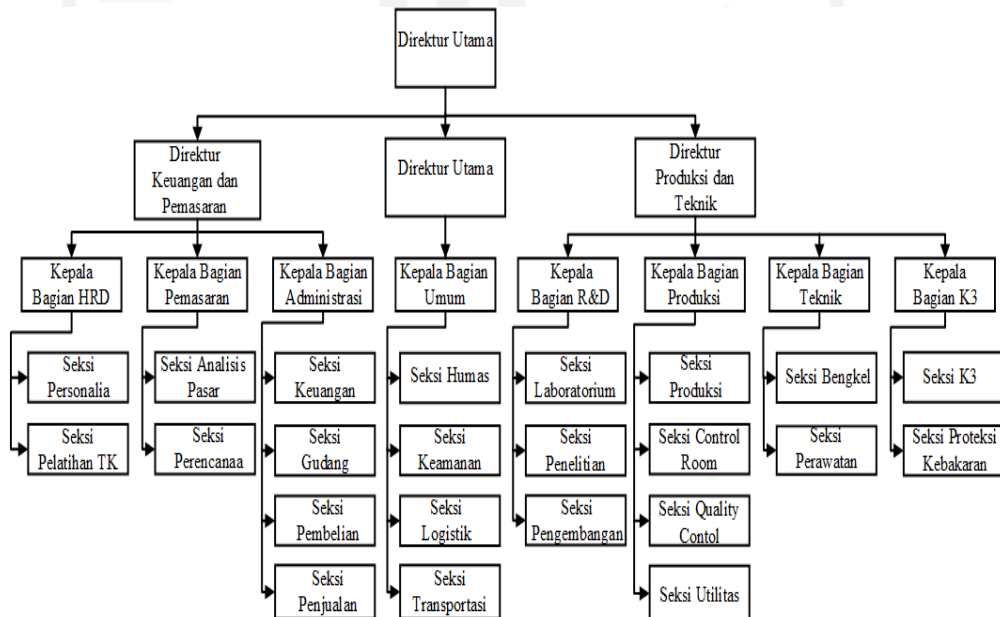 Direktur Utama
Direktur
Keuangan dan
Pemasaran
Direktur Utama
Direktur
Produksi dan
Teknik
Kepala
Bagian HRD
Kepala Bagian
Pemasaran
Kepala Bagian
Administrasi
Kepala Bagian
Umum
Kepala
Bagian R&D
Kepala Bagian
Produksi
Kepala Bagian
Teknik
Kepala
Bagian K3
Seksi
Personalia
Seksi Analisis
Pasar
Seksi
Keuangan
Seksi Humas
Seksi
Laboratorium
Seksi
Produksi
Seksi Bengkel
Seksi K3
Seksi
Pelatihan TK
Seksi
Perencanaa
Seksi
Gudang
Seksi
Keamanan
Seksi
Penelitian
Seksi Control
Room
Seksi
Perawatan
Seksi Proteksi
Kebakaran
Seksi
Pembelian
Seksi
Logistik
Seksi
Pengembangan
Seksi Quality
Contol
Seksi
Penjualan
Seksi
Transportasi
Seksi Utilitas